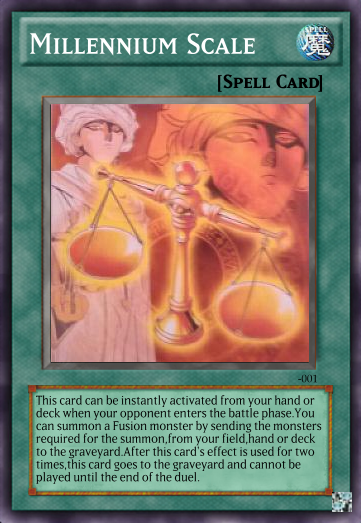 Millennium Scale
SPELL
魔
[Spell Card]
-001
This card can be instantly activated from your hand or
deck when your opponent enters the battle phase.You
can summon a Fusion monster by sending the monsters
required for the summon,from your field,hand or deck
to the graveyard.After this card's effect is used for two
times,this card goes to the graveyard and cannot be
played until the end of the duel.